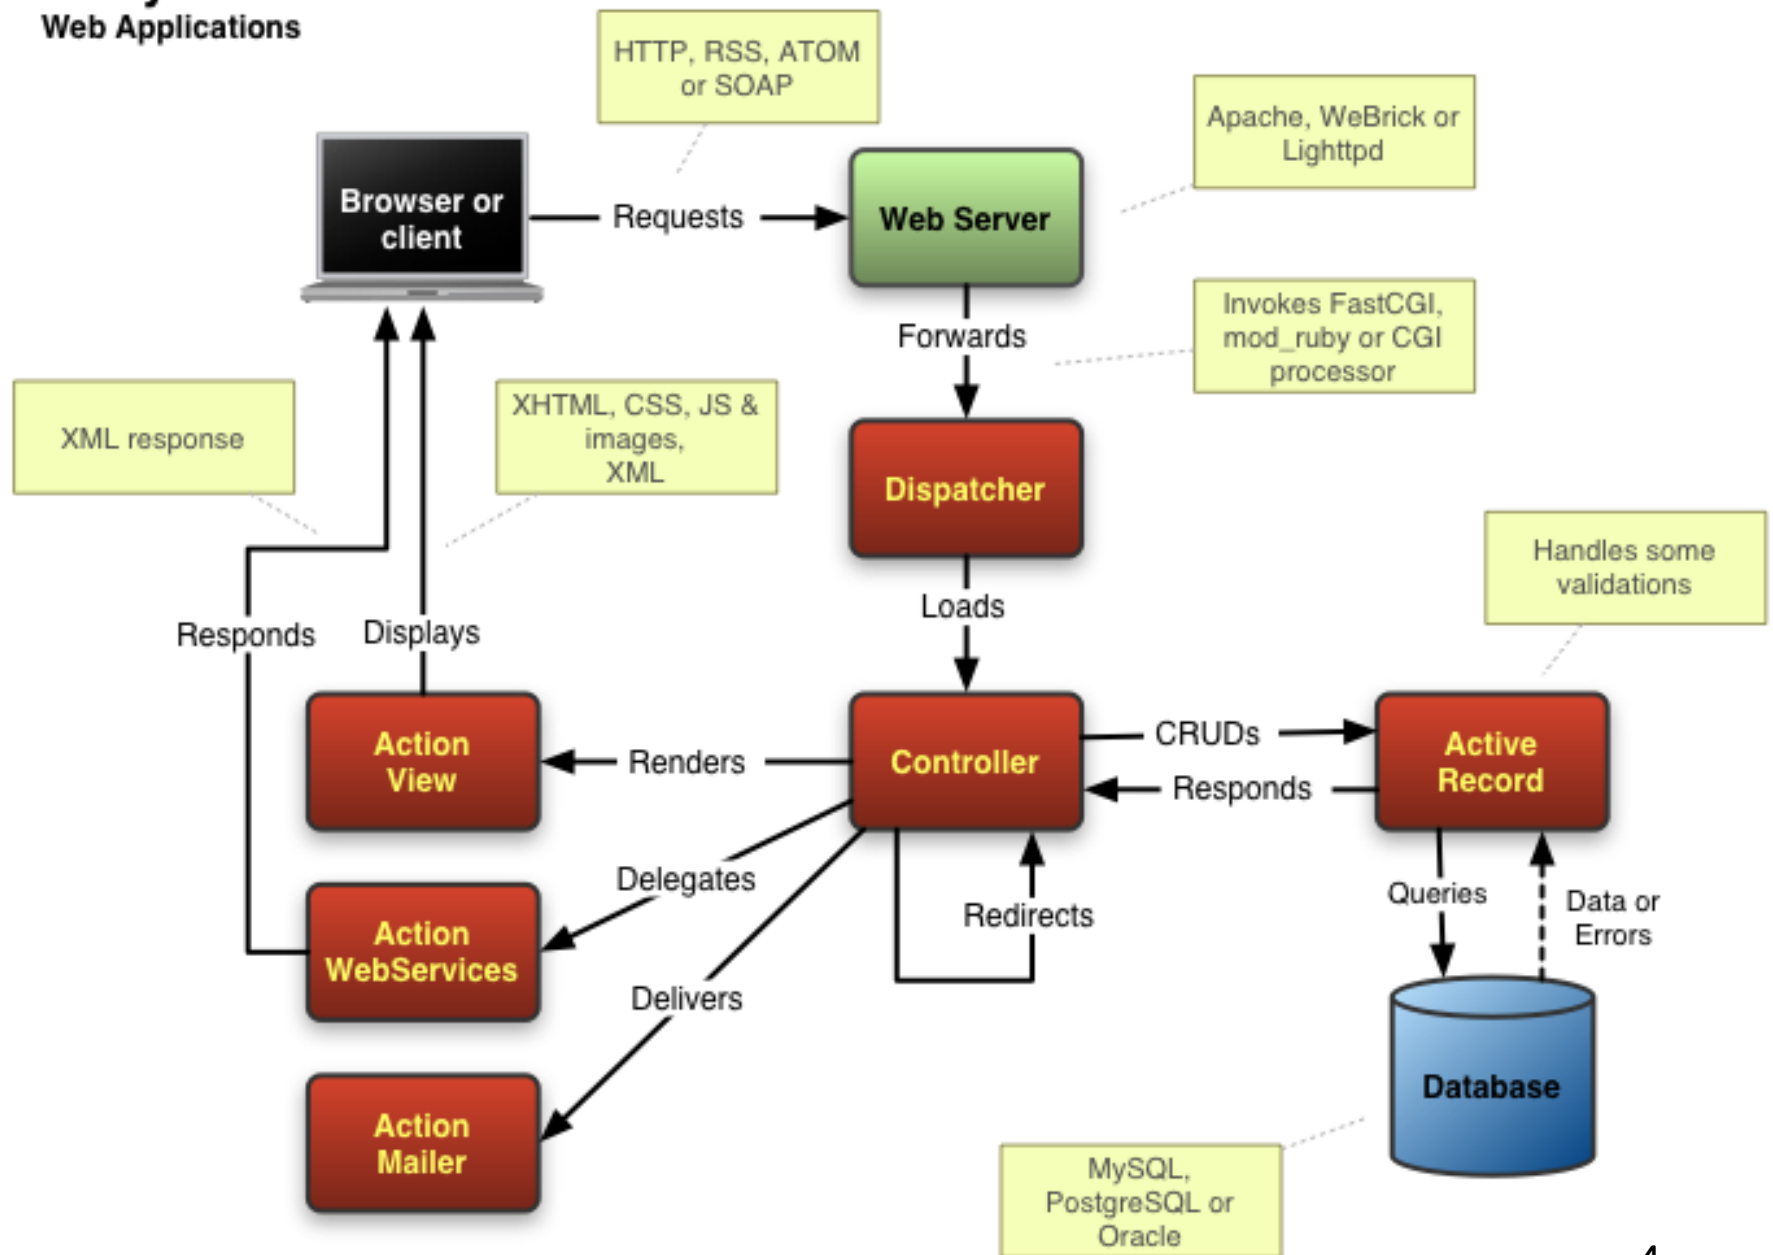 Web Applications
HTTP, RSS, ATOM
or SOAP
Apache, WeBrick or
Lighttpd
Browser or
client
Requests
Web Server
Invokes FastCGI,
mod_ruby or CGI
processor
Forwards
XML response
XHTML, CSS, JS &
images,
XML
Dispatcher
Handles some
validations
Loads
Responds
Displays
Action
View
Renders
Controller
CRUDs
Responds
Active
Record
Delegates
Queries
Data or
Errors
Redirects
Action
WebServices
Delivers
Database
Action
Mailer
MySQL,
PostgreSQL or
Oracle